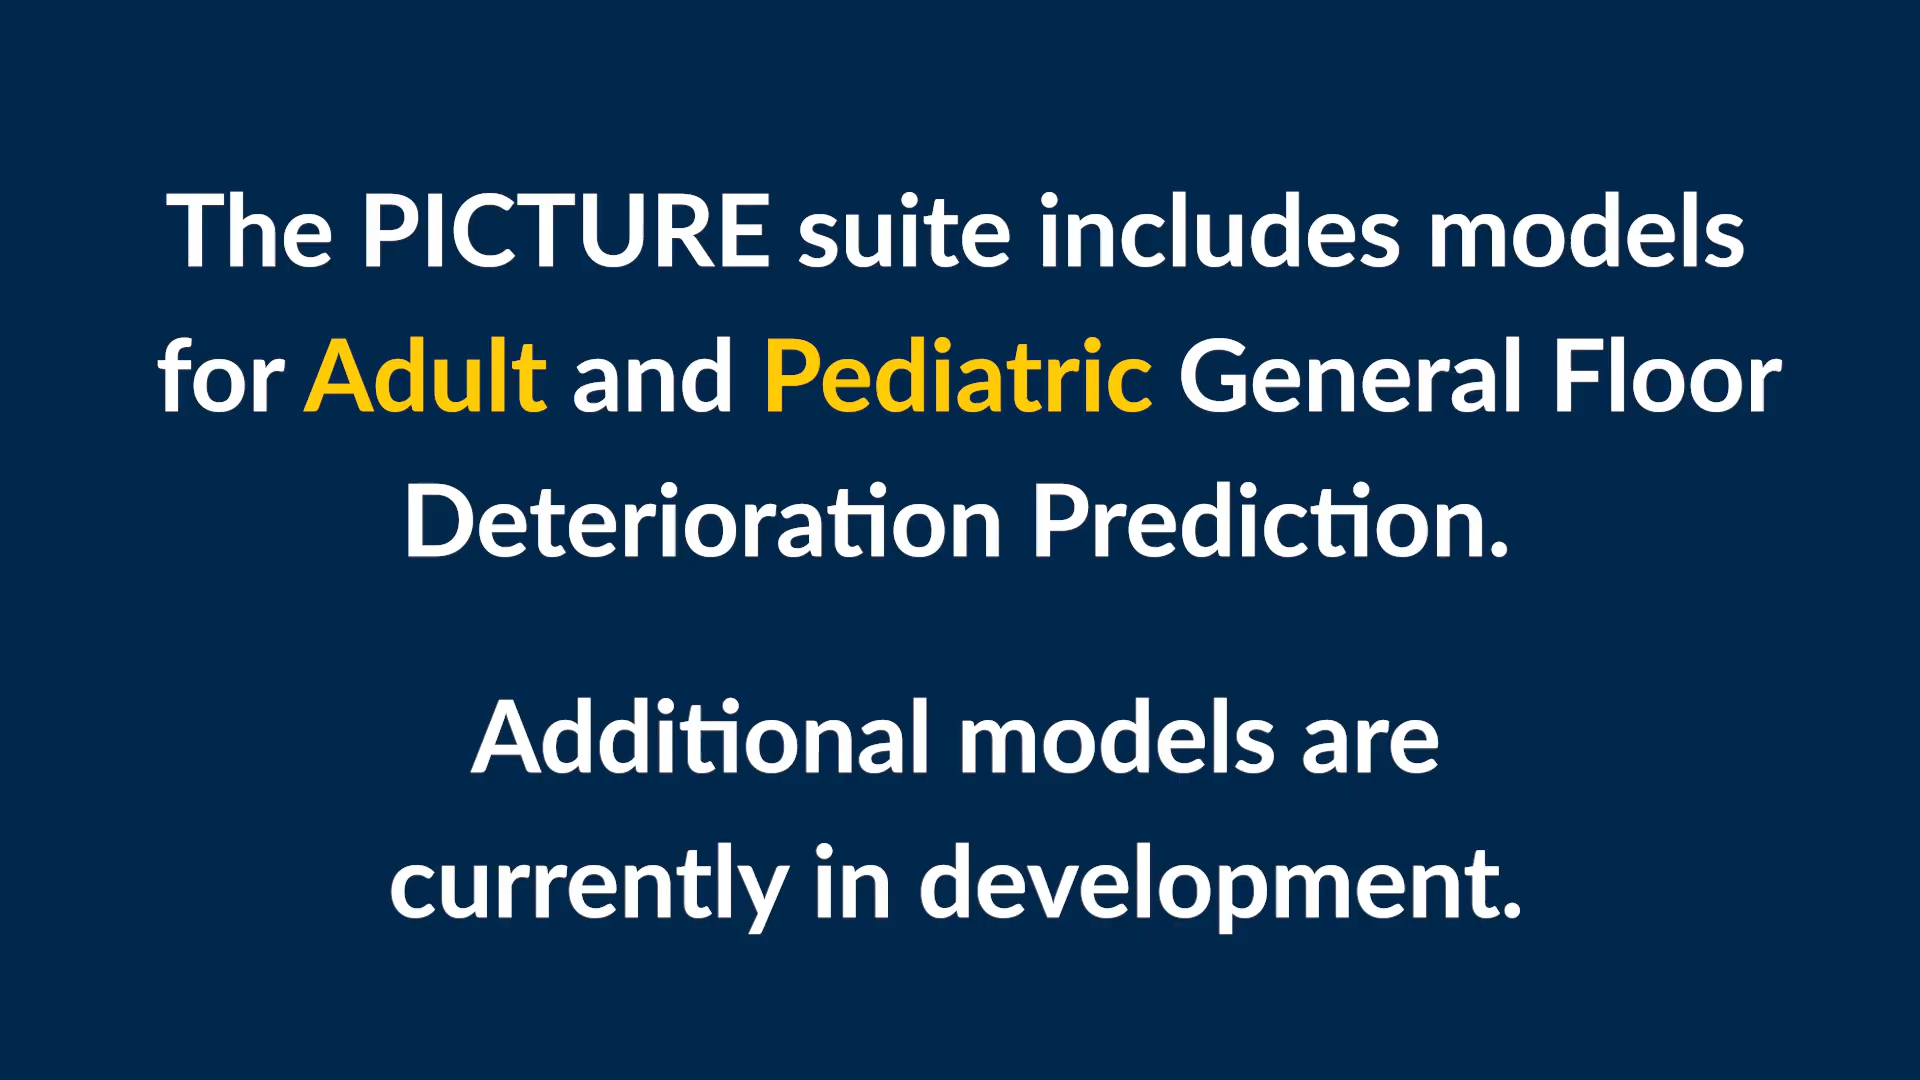 The PICTURE suite includes models
for Adult and Pediatric General Floor
Deterioration Prediction.
Additional models are
currently in development.